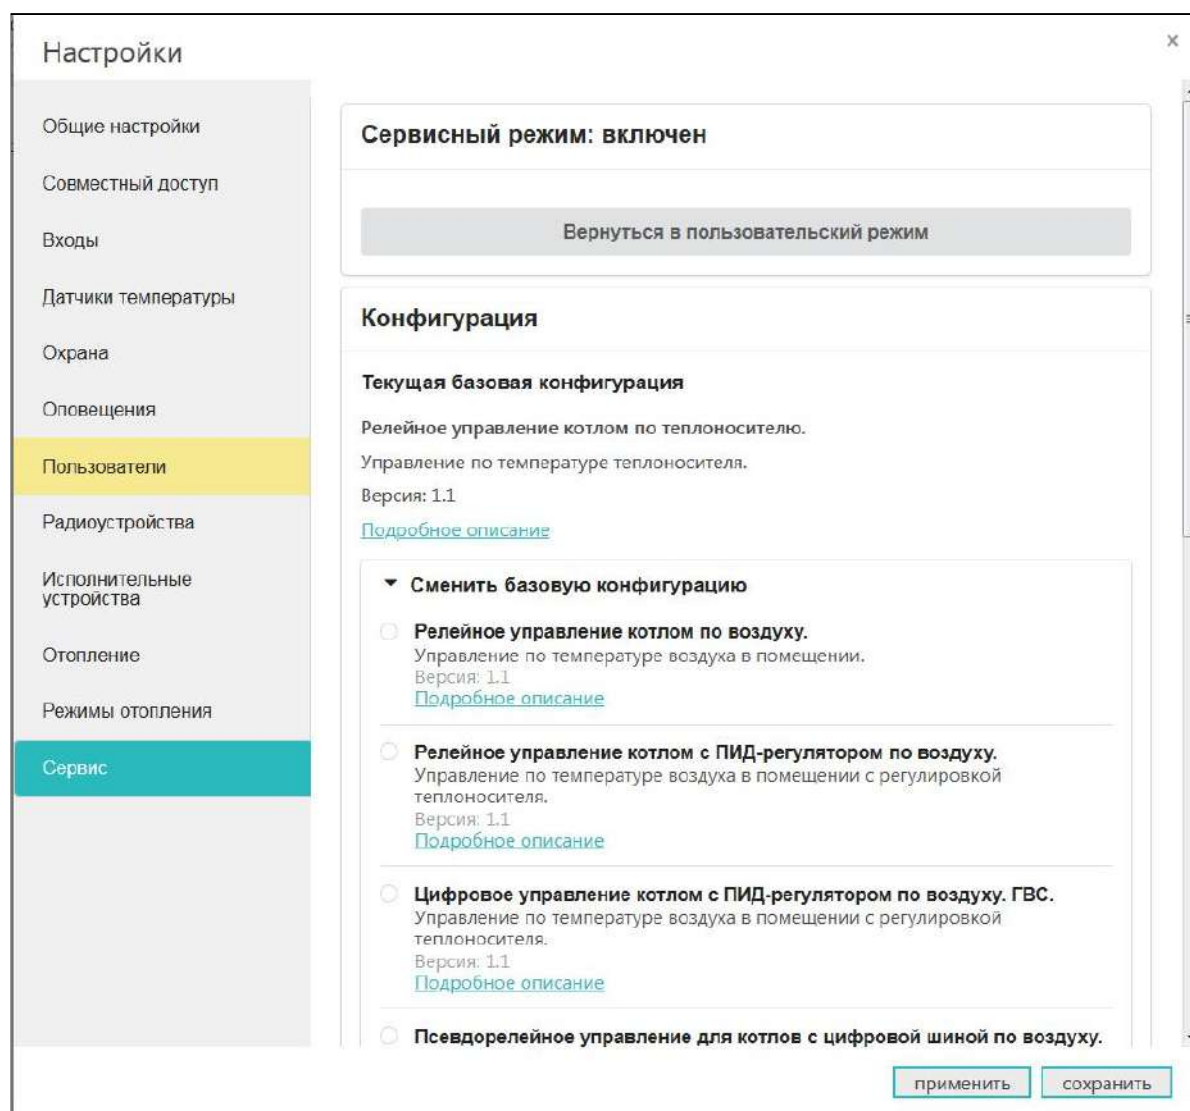 Настройки
×
Общие настройки
Совместный доступ
Входы
Датчики температуры
Охрана
Оповещения
Пользователи
Радиоустройства
Исполнительные
устройства
Отопление
Режимы отопления
Сервис
Сервисный режим: включен
Вернуться в пользовательский режим
Конфигурация
Текущая базовая конфигурация
Релейное управление котлом по теплоносителю.
Управление по температуре теплоносителя.
Версия: 1.1
Подробное описание
Сменить базовую конфигурацию
Релейное управление котлом по воздуху.
Управление по температуре воздуха в помещении.
Версия: 1.1
Подробное описание
Релейное управление котлом с ПИД-регулятором по воздуху.
Управление по температуре воздуха в помещении с регулировкой
теплоносителя.
Версия: 1.1
Подробное описание
Цифровое управление котлом с ПИД-регулятором по воздуху. ГВС.
Управление по температуре воздуха в помещении с регулировкой
теплоносителя.
Версия: 1.1
Подробное описание
Псевдорелейное управление для котлов с цифровой шиной по воздуху.
применить
сохранить